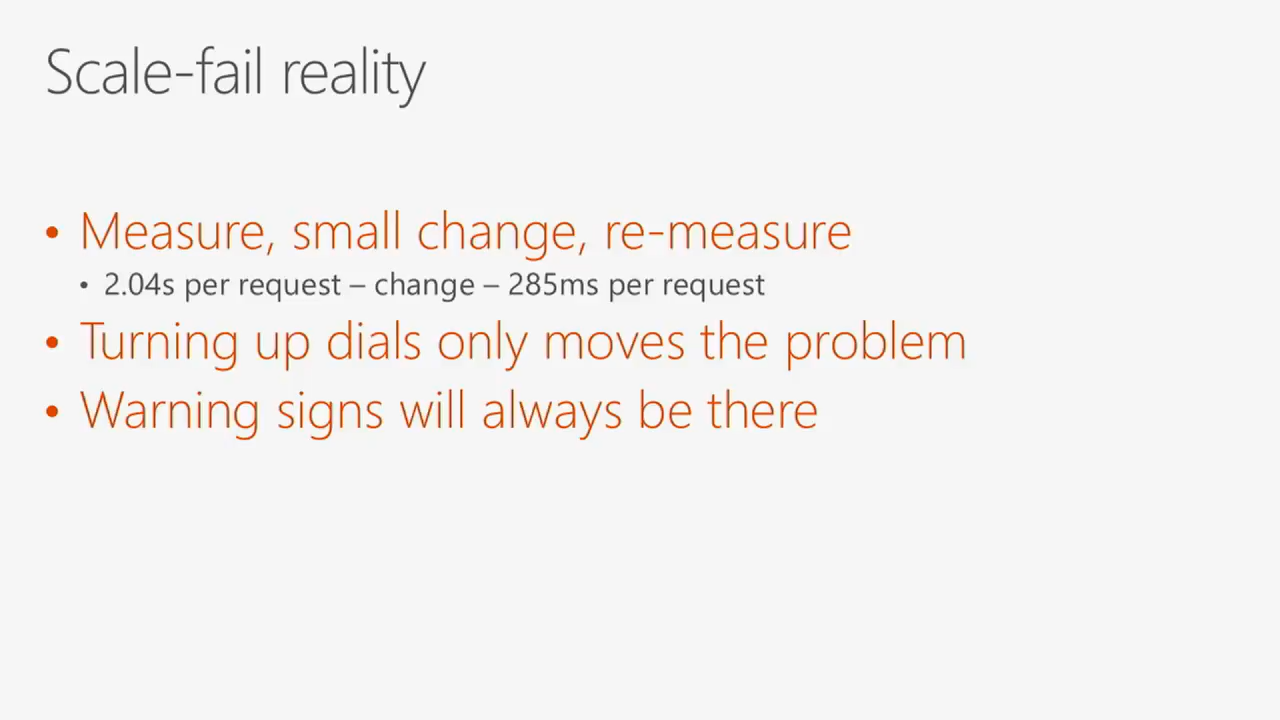 Scale-fail reality
• Measure, small change, re-measure
• 2.04s per request – change – 285ms per request
• Turning up dials only moves the problem
• Warning signs will always be there